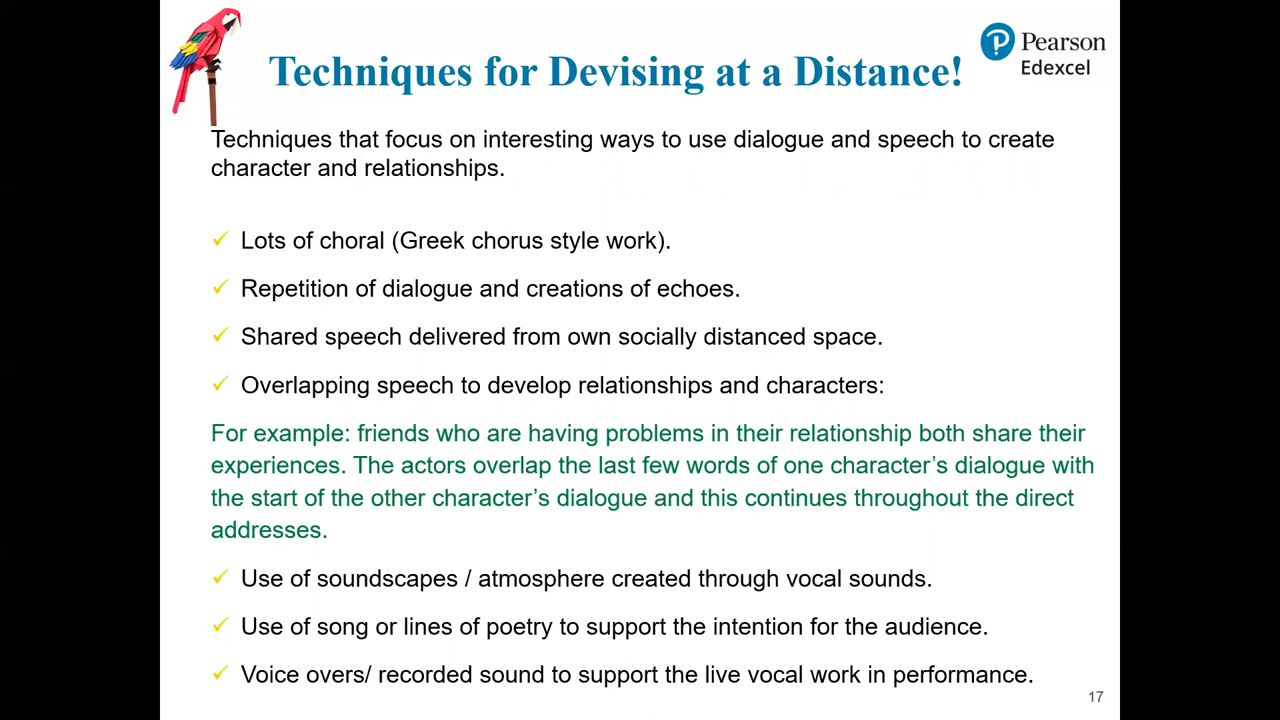 Techniques for Devising at a Distance!
Pearson
Edexcel
Techniques that focus on interesting ways to use dialogue and speech to create
character and relationships.
✓ Lots of choral (Greek chorus style work).
✓ Repetition of dialogue and creations of echoes.
✓ Shared speech delivered from own socially distanced space.
✓ Overlapping speech to develop relationships and characters:
For example: friends who are having problems in their relationship both share their
experiences. The actors overlap the last few words of one character’s dialogue with
the start of the other character’s dialogue and this continues throughout the direct
addresses.
✓ Use of soundscapes / atmosphere created through vocal sounds.
✓ Use of song or lines of poetry to support the intention for the audience.
✓ Voice overs/ recorded sound to support the live vocal work in performance.
17